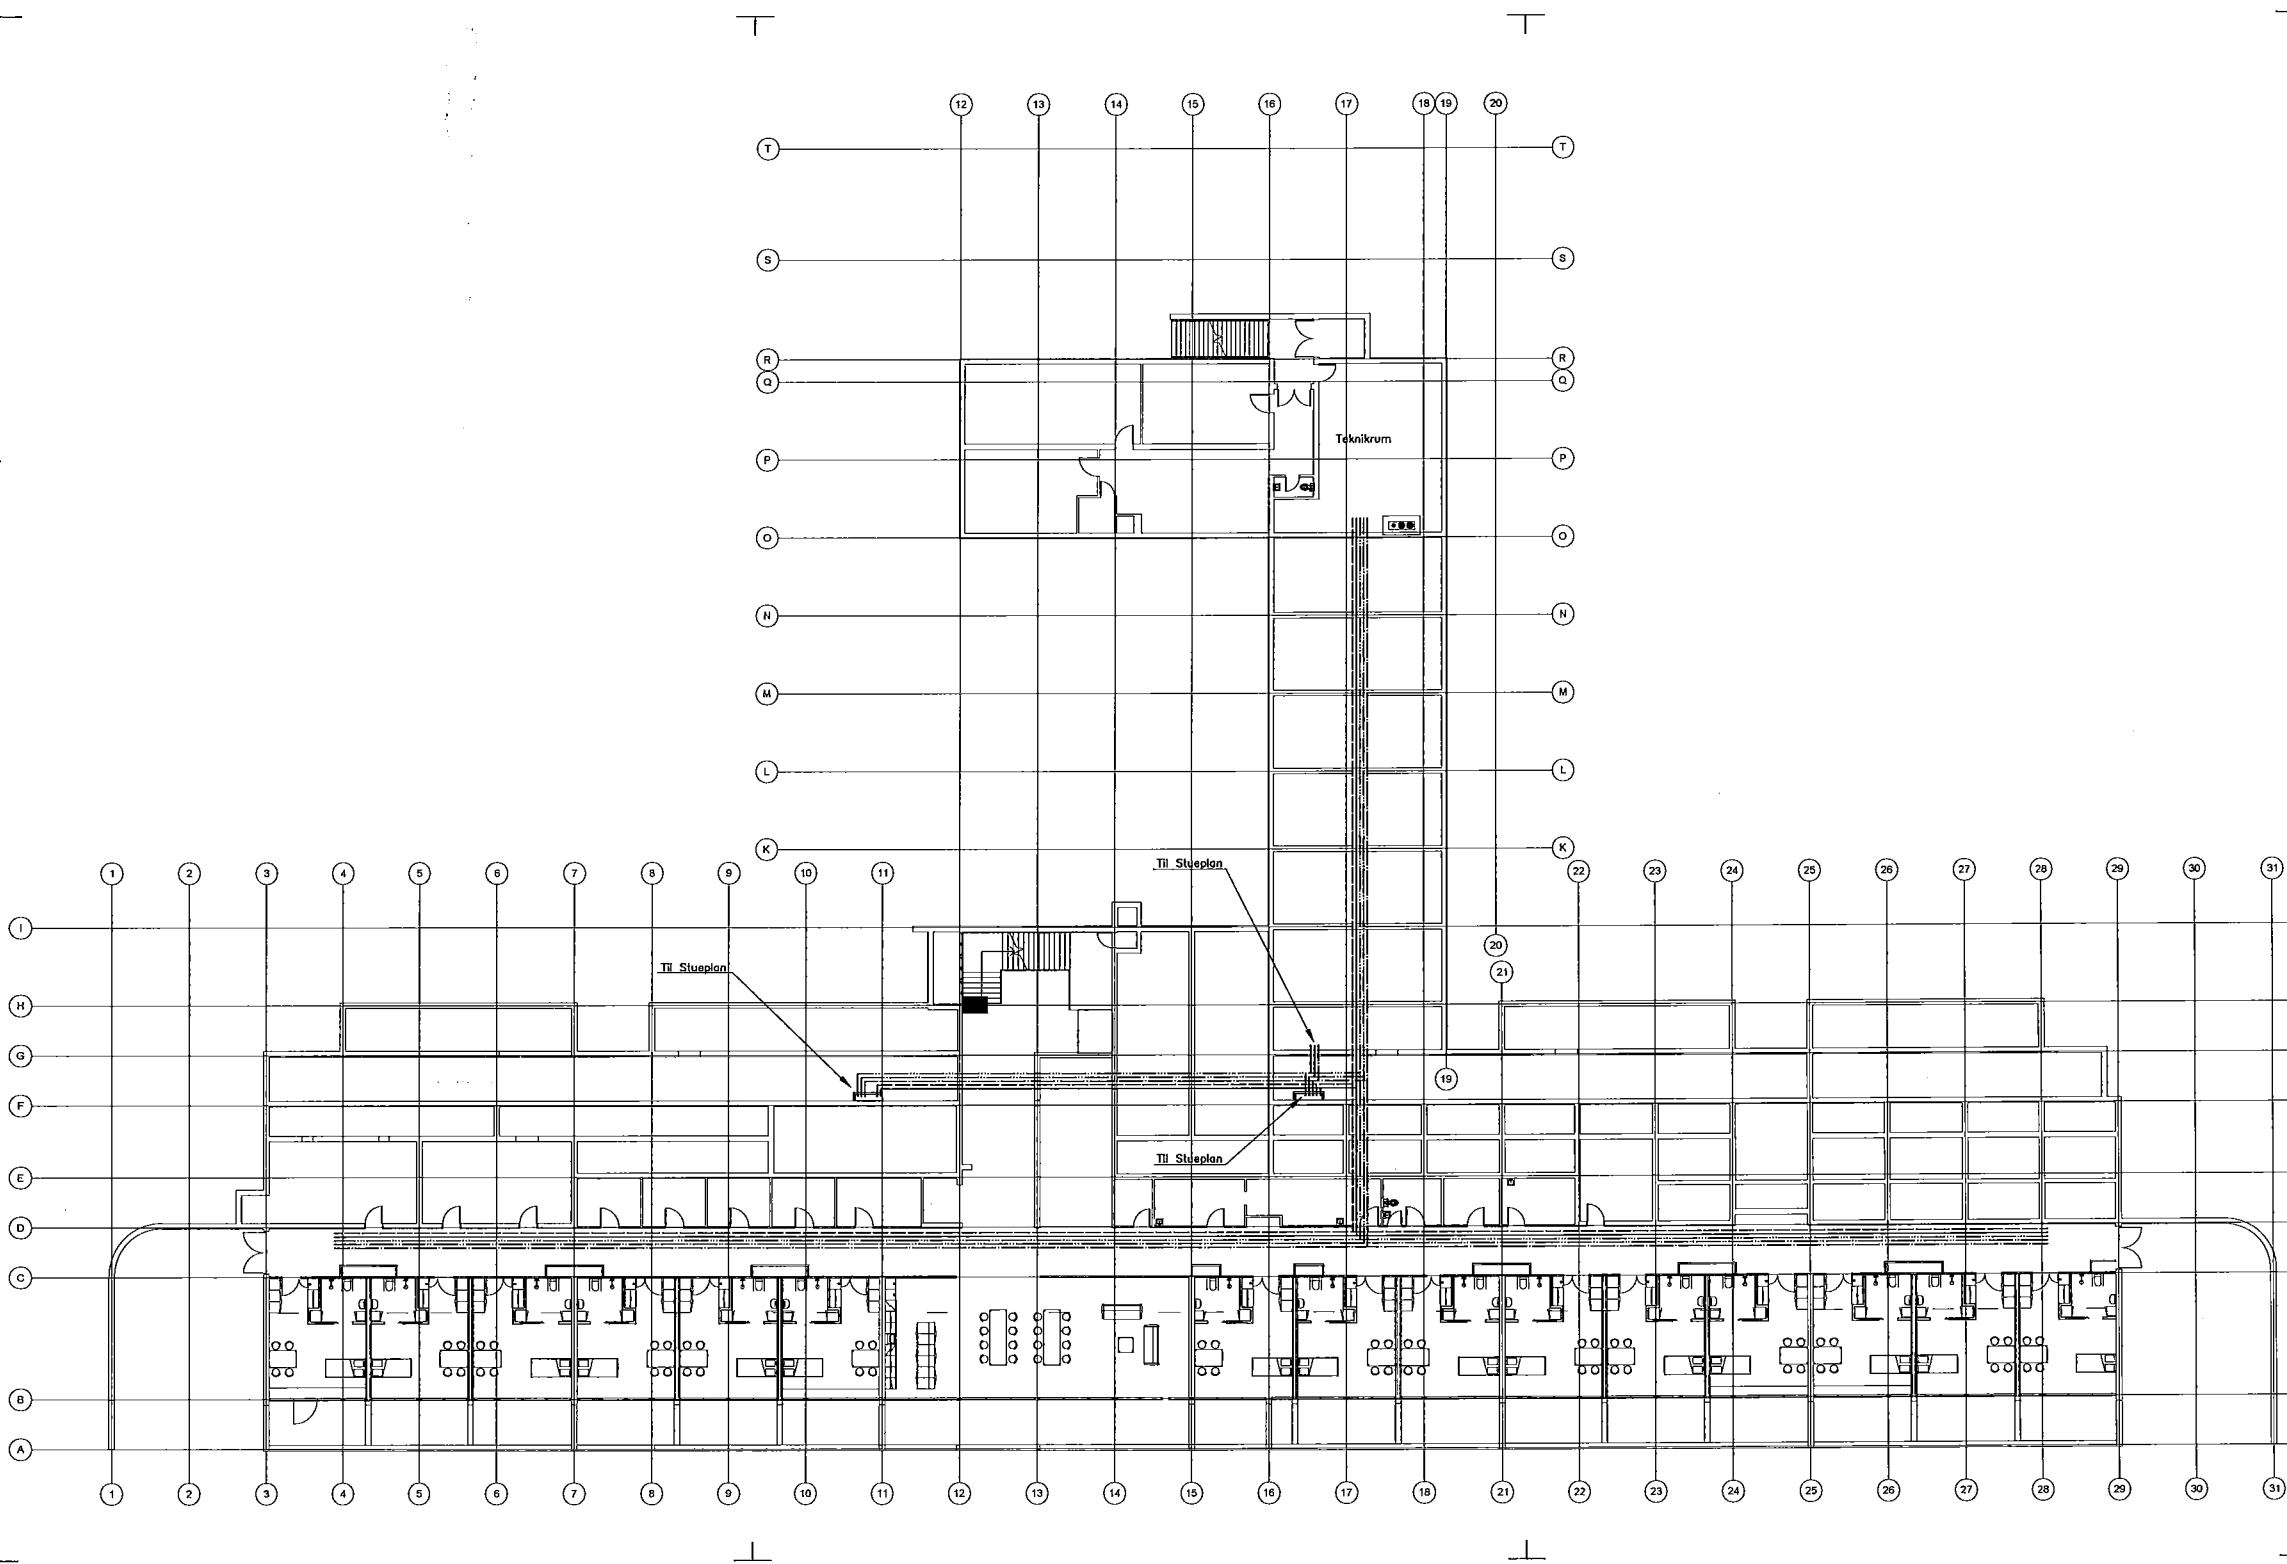 12 13 14 15 16 17 18 19 20
T T
S S
R R
Q Q
Teknikrum
P P
O O
N N
M M
L L
K K
Til Stueplan
1 2 3 4 5 6 7 8 9 10 11 22 23 24 25 26 27 28 29 30 31
I
20
Til Stueplan
21
H
G
19
F
Til Stueplan
E
D
C
B
A
1 2 3 4 5 6 7 8 9 10 11 12 13 14 15 16 17 18 21 22 23 24 25 26 27 28 29 30 31